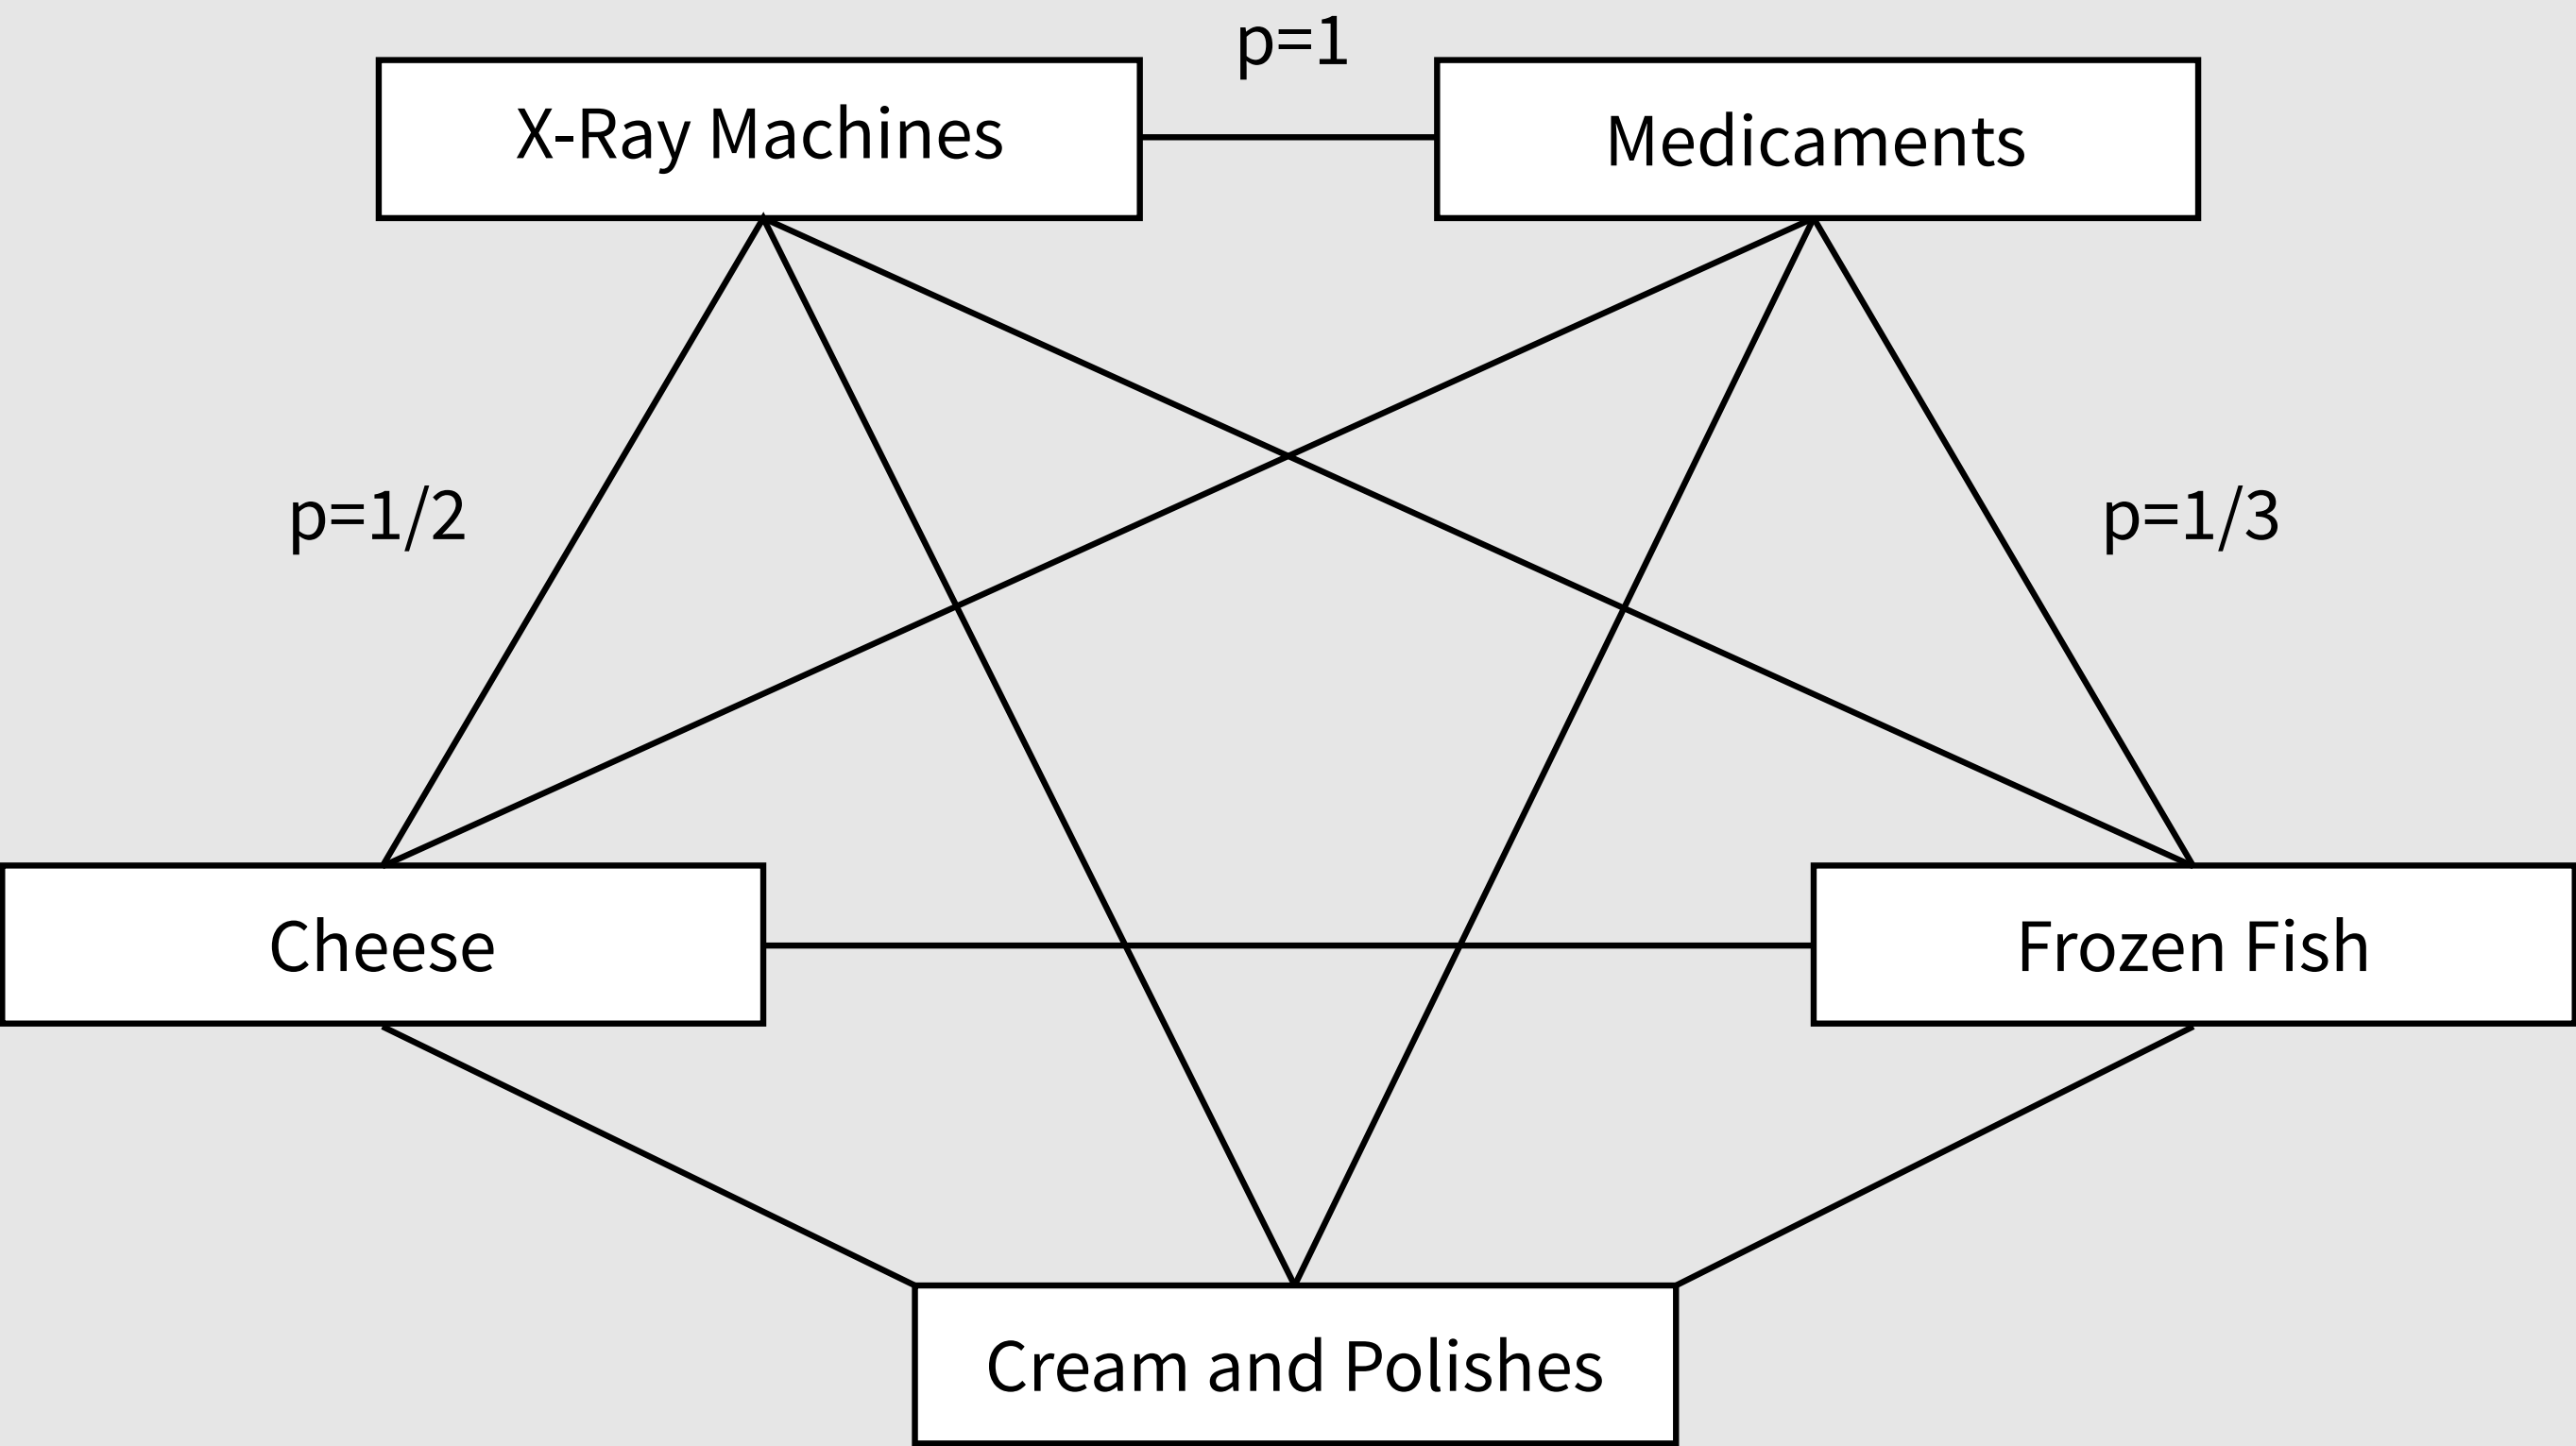 p=1
X-Ray Machines
Medicaments
p=1/2
p=1/3
Cheese
Frozen Fish
Cream and Polishes